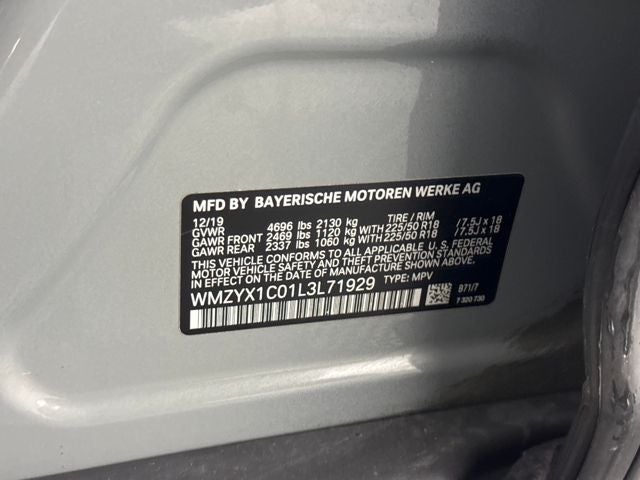 MFD BY BAYERISCHE MOTOREN WERKE AG
12/19
GVWR 4696 lbs 2130 kg TIRE / RIM
GAWR FRONT 2469 lbs 1120 kg WITH 225/50 R18 / 7.5J x 18
GAWR REAR 2337 lbs 1060 kg WITH 225/50 R18 / 7.5J x 18
THIS VEHICLE CONFORMS TO ALL APPLICABLE U. S. FEDERAL
MOTOR VEHICLE SAFETY AND THEFT PREVENTION STANDARDS
IN EFFECT ON THE DATE OF MANUFACTURE SHOWN ABOVE.
WMZYX1C01L3L71929 TYPE: MPV
B71/7
7 320 730